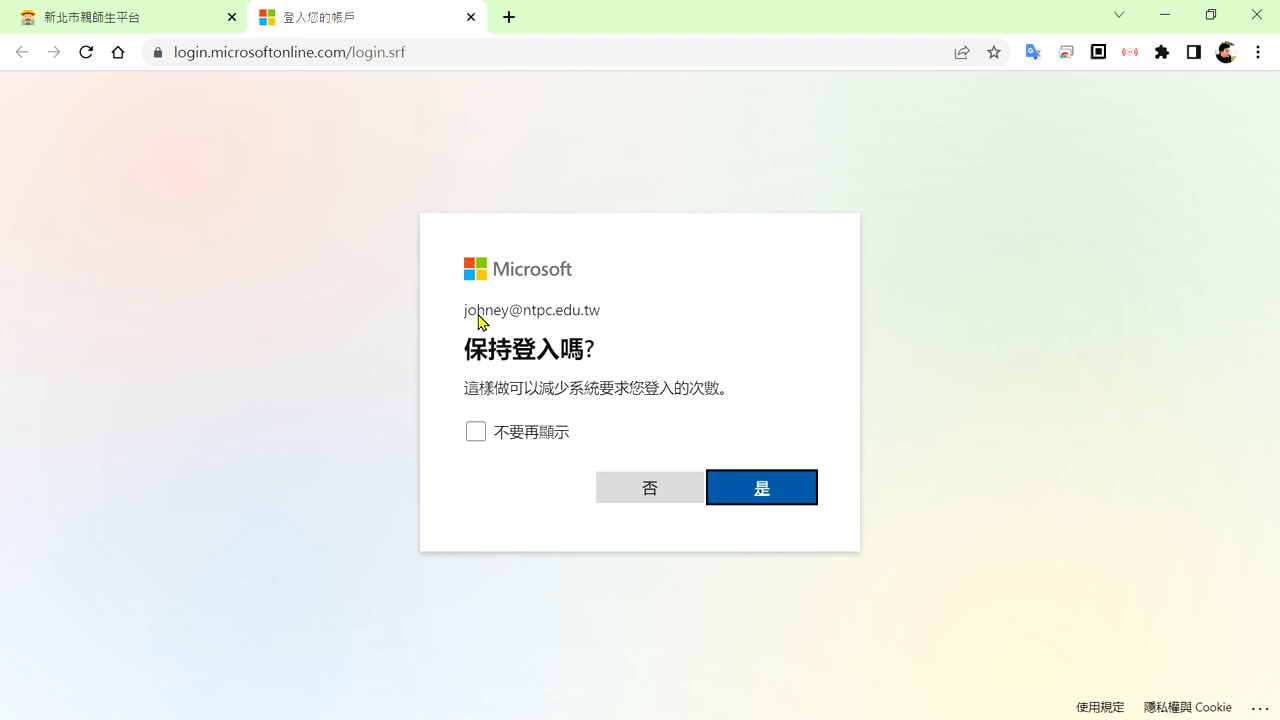 新北市親師生平台
登入您的帳戶
login.microsoftonline.com/login.srf
Microsoft
johney@ntpc.edu.tw
保持登入嗎?
這樣做可以減少系統要求您登入的次數。
不要再顯示
否
是
使用規定
隱私權與 Cookie
...